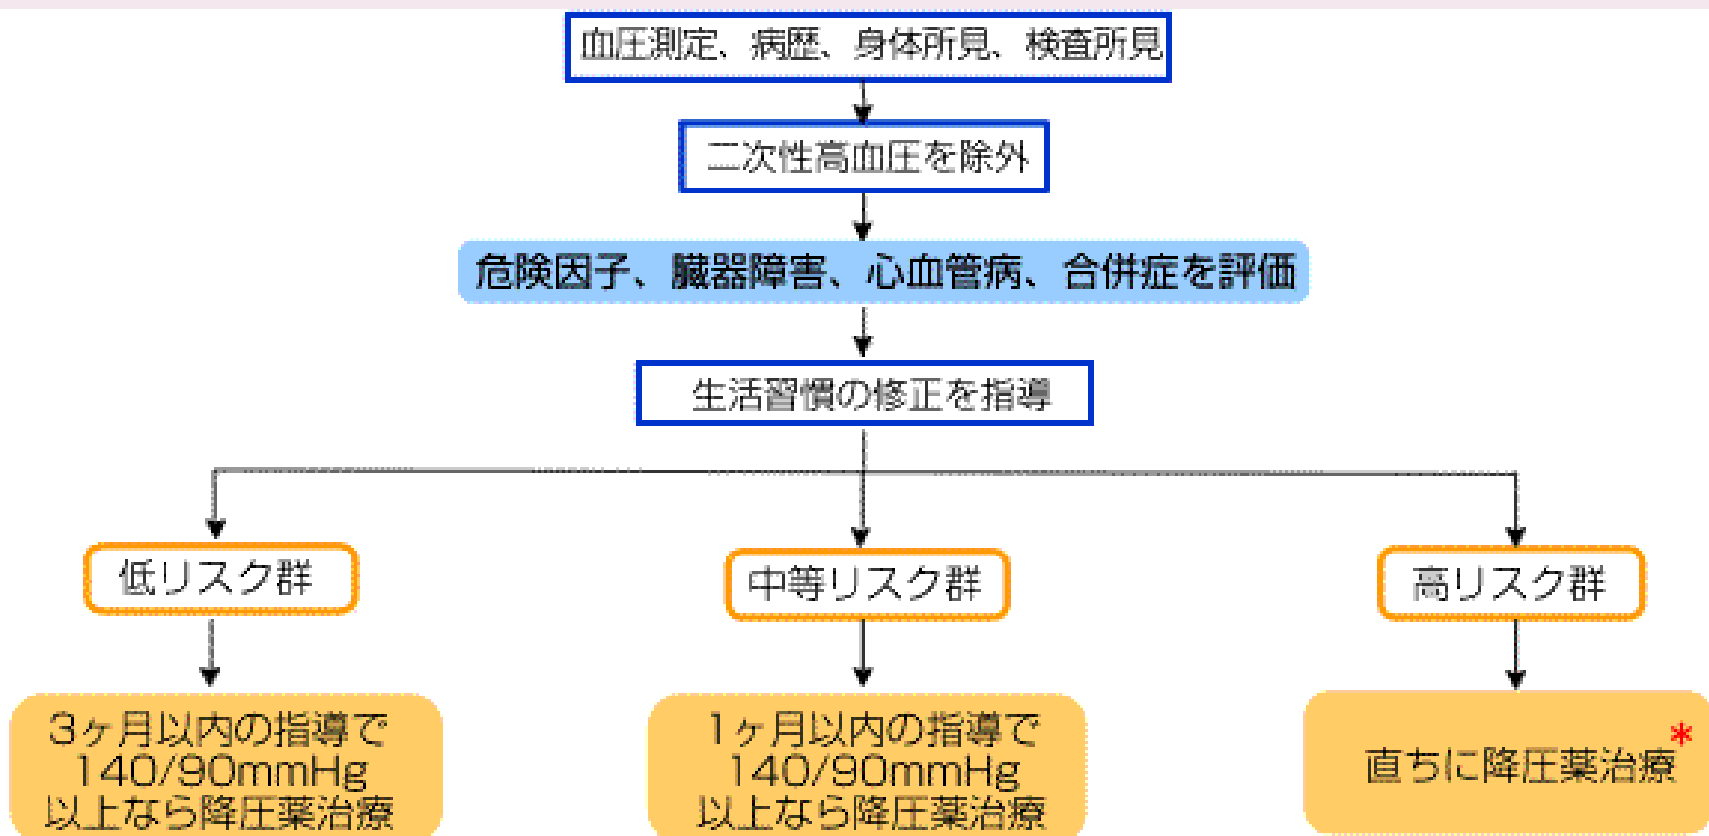 血圧測定、病歴、身体所見、検査所見
二次性高血圧を除外
危険因子、臓器障害、心血管病、合併症を評価
生活習慣の修正を指導
低リスク群
中等リスク群
高リスク群
3ヶ月以内の指導で
140/90mmHg
以上なら降圧薬治療
1ヶ月以内の指導で
140/90mmHg
以上なら降圧薬治療
直ちに降圧薬治療*